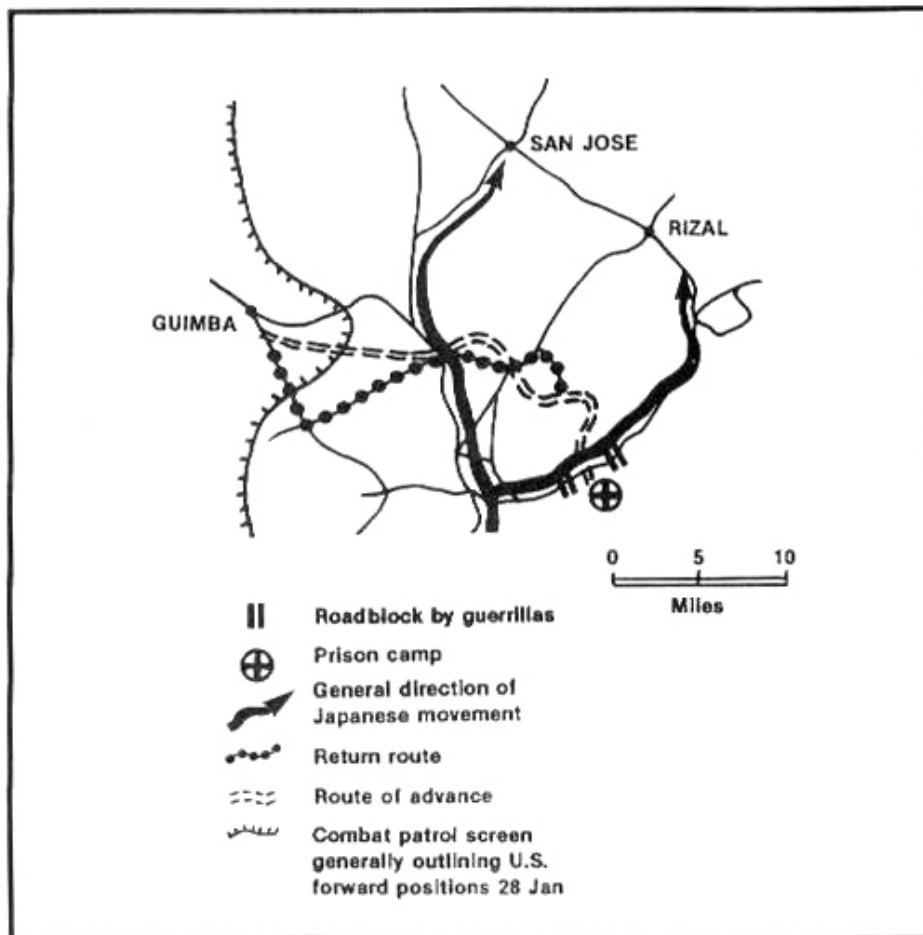 SAN JOSE
RIZAL
GUIMBA
0 5 10
Miles
Roadblock by guerrillas
Prison camp
General direction of
Japanese movement
Return route
Route of advance
Combat patrol screen
generally outlining U.S.
forward positions 28 Jan